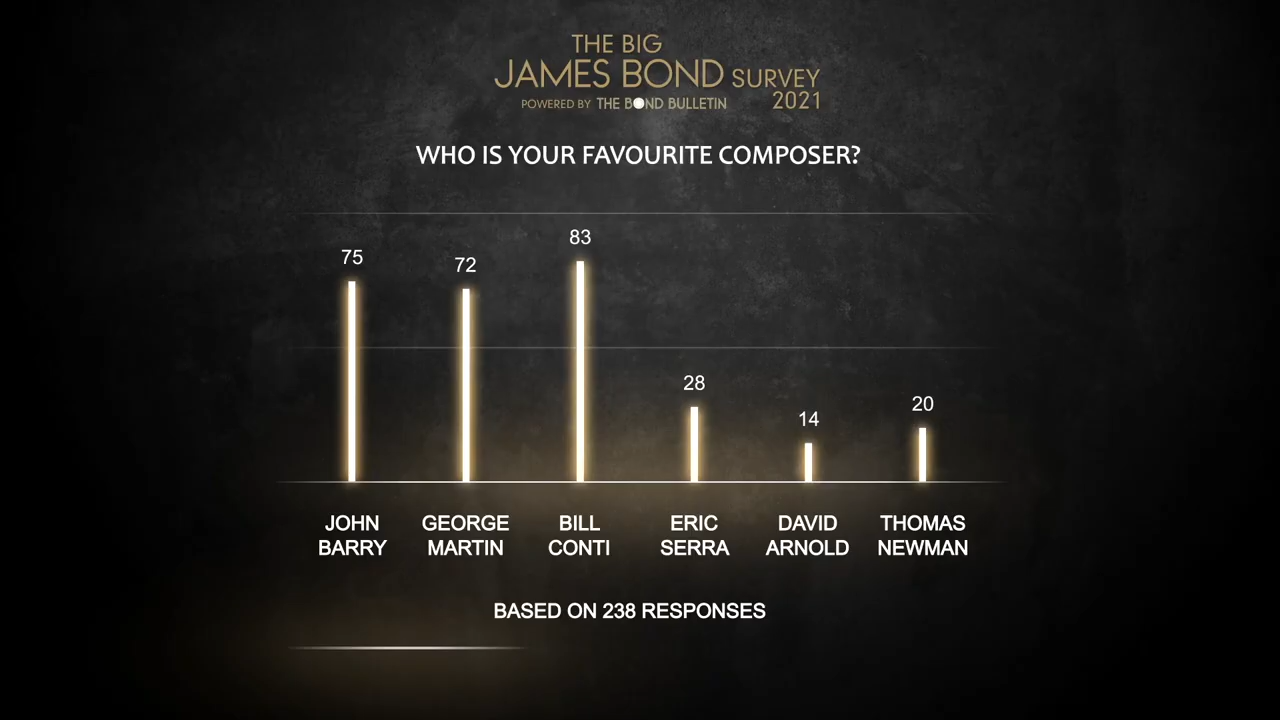 THE BIG
JAMES BOND SURVEY
POWERED BY THE BOND BULLETIN 2021
WHO IS YOUR FAVOURITE COMPOSER?
75
72
83
28
14
20
JOHN BARRY
GEORGE MARTIN
BILL CONTI
ERIC SERRA
DAVID ARNOLD
THOMAS NEWMAN
BASED ON 238 RESPONSES